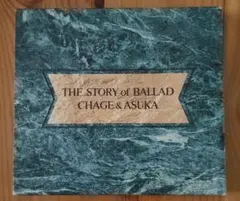 THE STORY of BALLAD
CHAGE & ASUKA